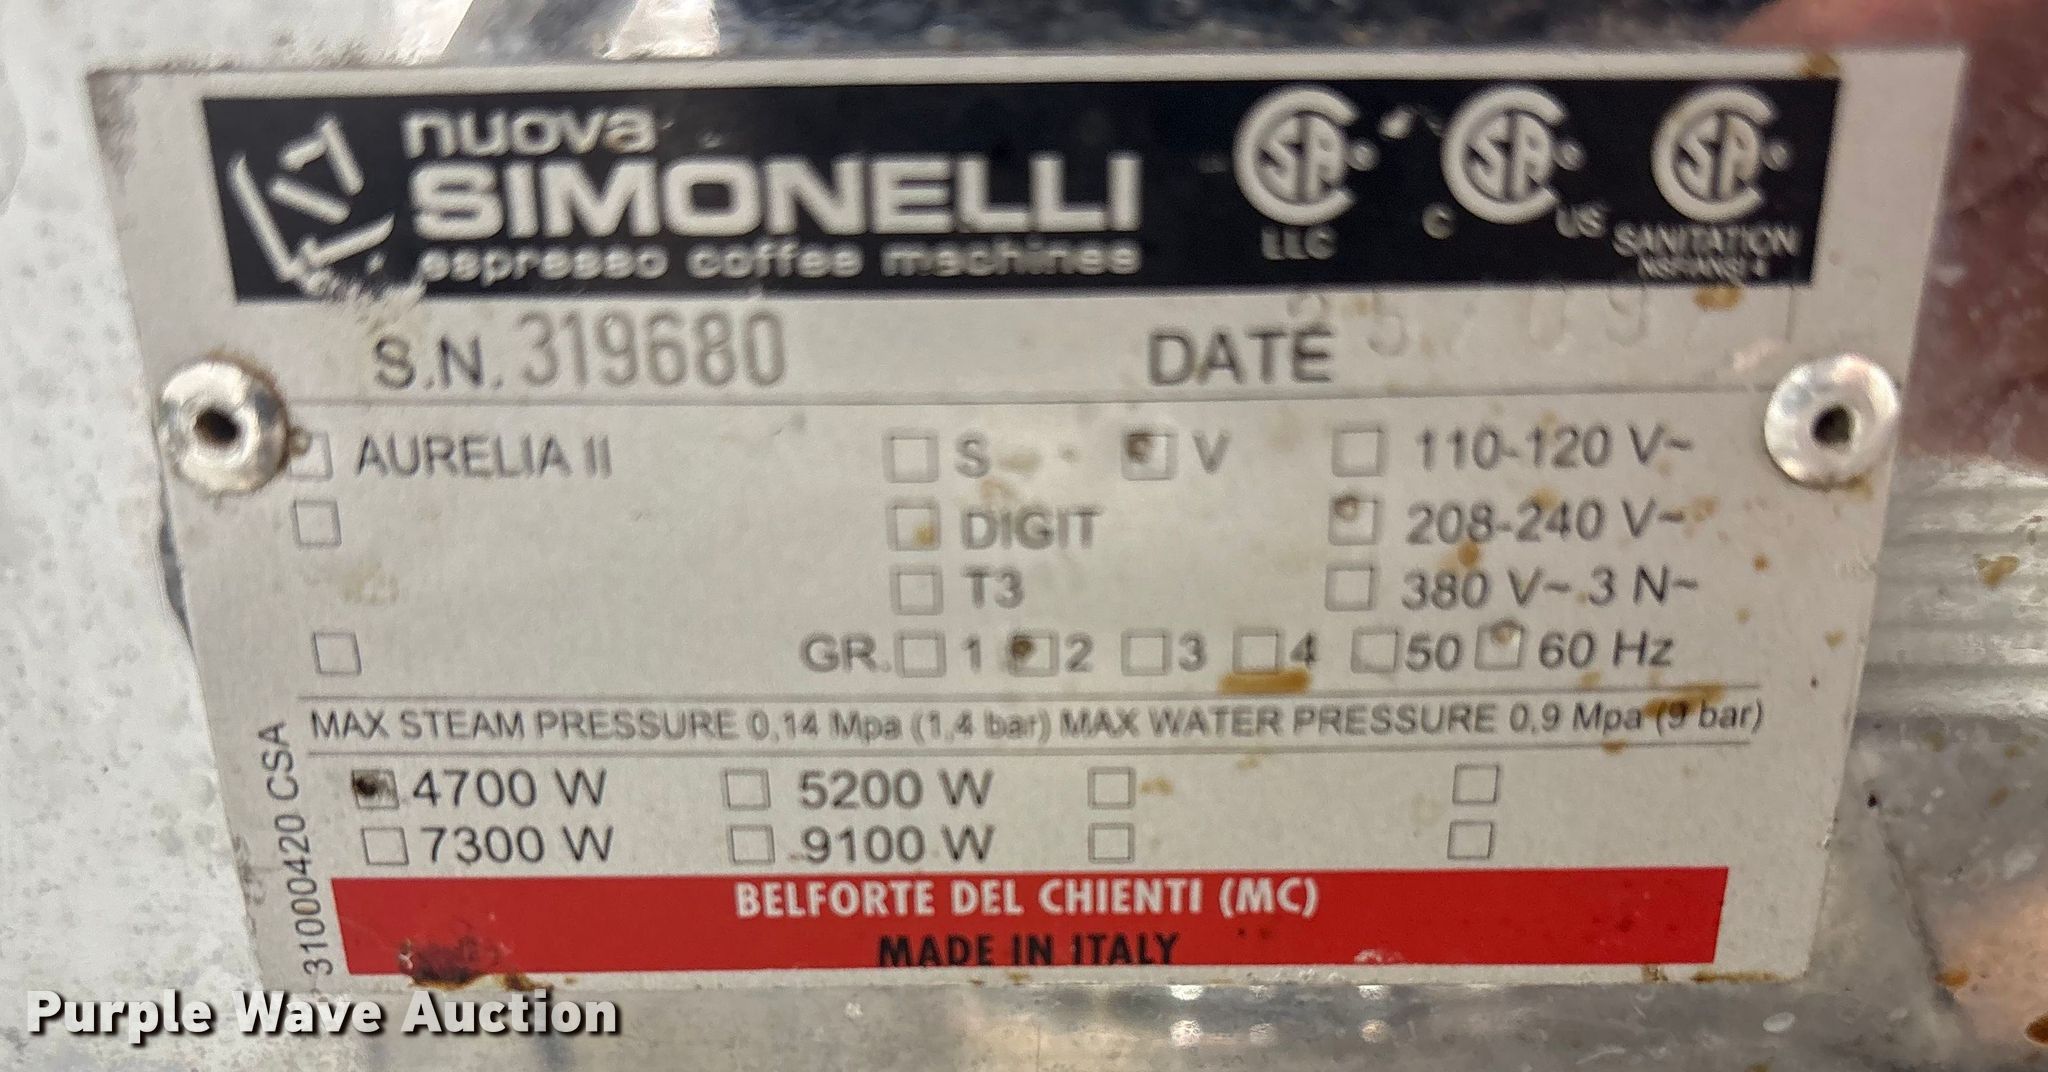 nuova
SIMONELLI
espresso coffee machines
LLC
C US
SANITATION
NSF/ANSI 4
S.N. 319680
DATE
AURELIA II
S V 110-120 V~
DIGIT 208-240 V~
T3 380 V~ 3 N~
GR. 1 2 3 4 50 60 Hz
MAX STEAM PRESSURE 0,14 Mpa (1,4 bar) MAX WATER PRESSURE 0,9 Mpa (9 bar)
4700 W 5200 W
7300 W 9100 W
31000420 CSA
BELFORTE DEL CHIENTI (MC)
MADE IN ITALY
Purple Wave Auction